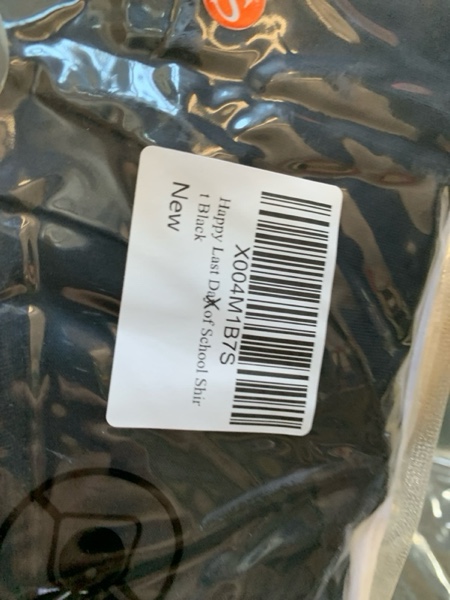 X004M1B7S
Happy Last Day of School Shir
t Black
New